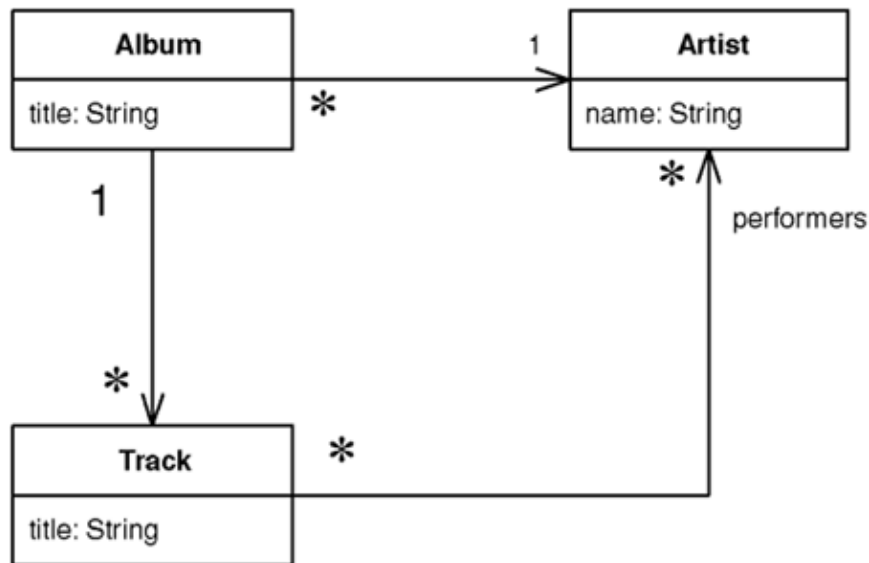 Album
1
Artist
title: String
*
name: String
1
*
performers
*
Track
*
title: String